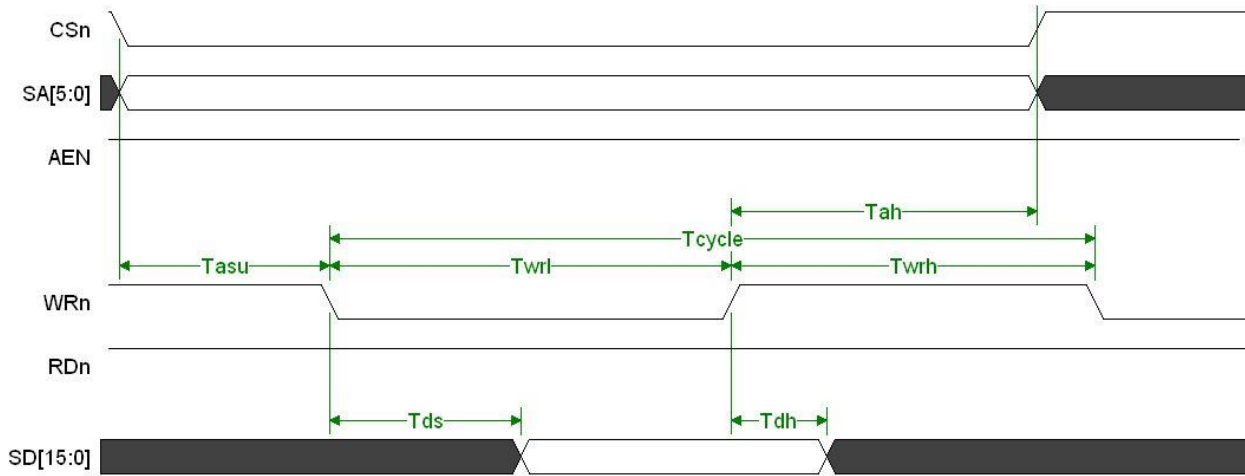 CSn
SA[5:0]
AEN
Tah
Tcycle
Tasu Twrl Twrh
WRn
RDn
Tds Tdh
SD[15:0]